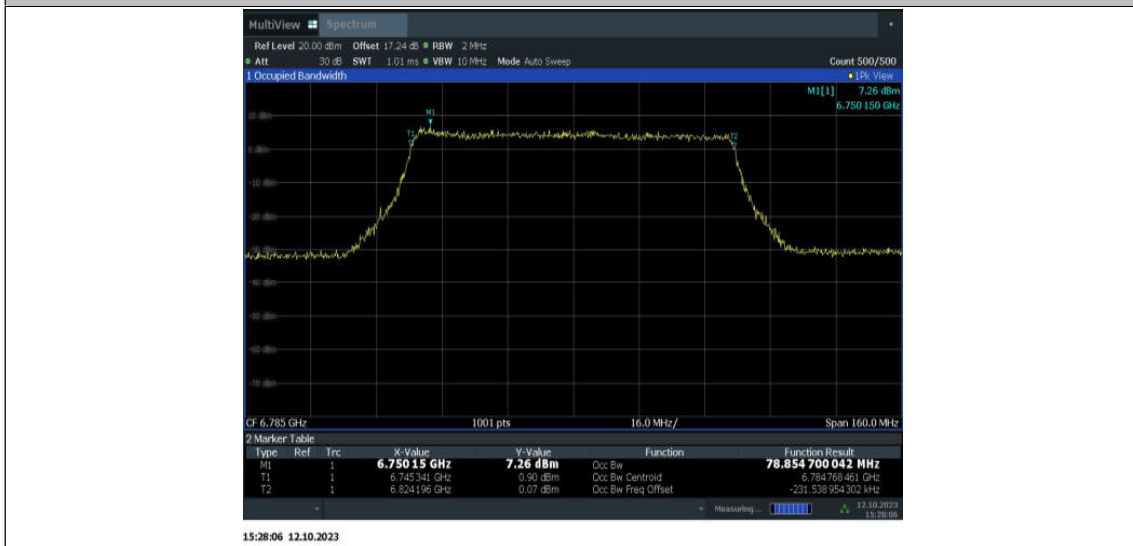 MultiView Spectrum
Ref Level 20.00 dBm Offset 17.24 dB RBW 2 MHz
Att 30 dB SWT 1.01 ms VBW 10 MHz Mode Auto Sweep Count 500/500
1 Occupied Bandwidth 1Pk View
M1[1] 7.26 dBm
6.750 150 GHz
M1
10 dBm
T1 T2
0 dBm
-10 dBm
-20 dBm
-30 dBm
-40 dBm
-50 dBm
-60 dBm
-70 dBm
CF 6.785 GHz 1001 pts 16.0 MHz/ Span 160.0 MHz
2 Marker Table
Type Ref Trc X-Value Y-Value Function Function Result
M1 1 6.750 15 GHz 7.26 dBm Occ Bw 78.854 700 042 MHz
T1 1 6.745 341 GHz 0.90 dBm Occ Bw Centroid 6.784 768 461 GHz
T2 1 6.824 196 GHz 0.07 dBm Occ Bw Freq Offset -231.538 954 302 kHz
Measuring... 12.10.2023
15:28:06
15:28:06 12.10.2023